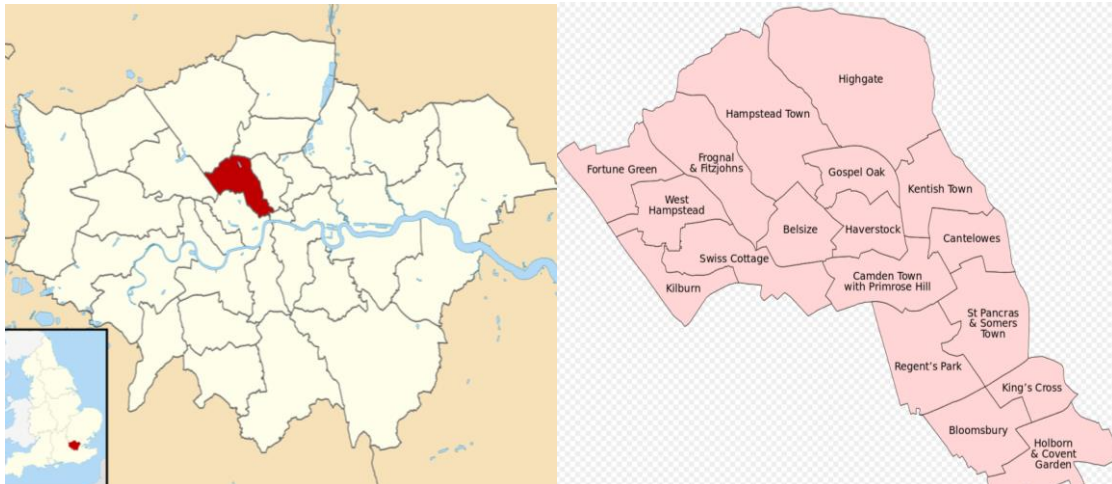 Highgate
Hampstead Town
Frognal
& Fitzjohns
Fortune Green
Gospel Oak
Kentish Town
West
Hampstead
Belsize
Haverstock
Cantelowes
Swiss Cottage
Camden Town
with Primrose Hill
Kilburn
St Pancras
& Somers
Town
Regent's Park
King's Cross
Bloomsbury
Holborn
& Covent
Garden